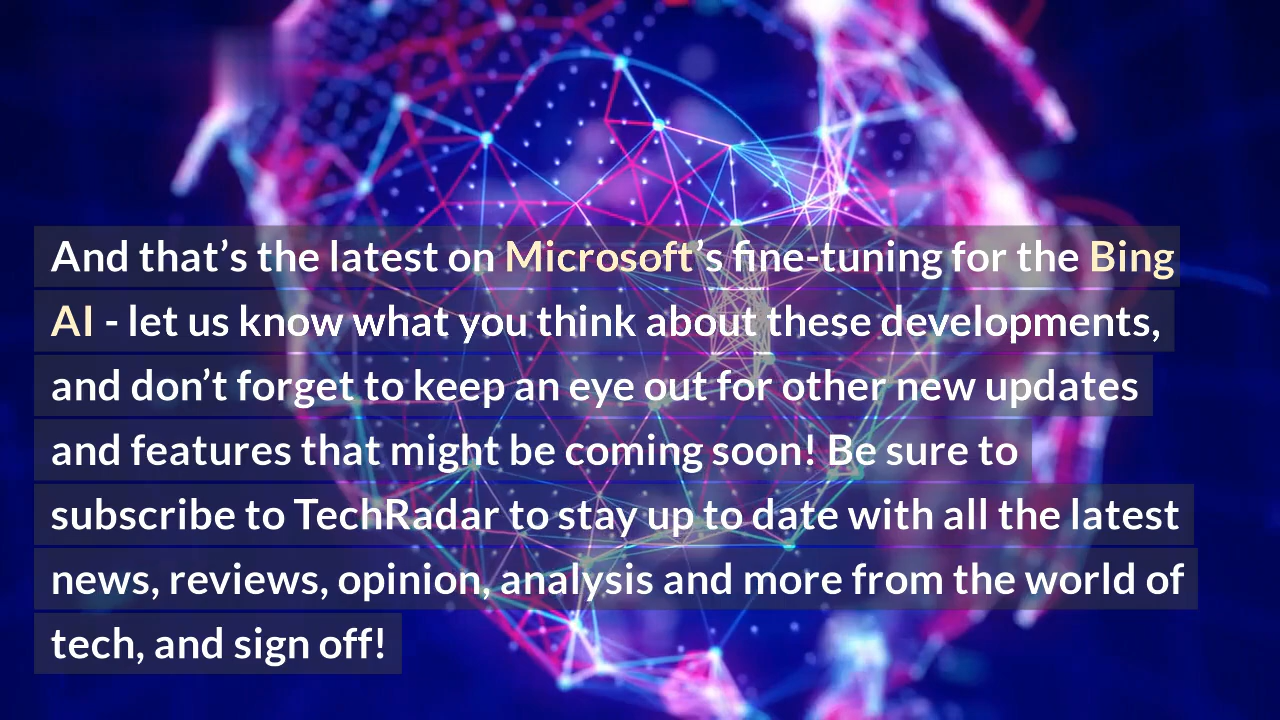 And that’s the latest on Microsoft’s fine-tuning for the Bing
AI - let us know what you think about these developments,
and don’t forget to keep an eye out for other new updates
and features that might be coming soon! Be sure to
subscribe to TechRadar to stay up to date with all the latest
news, reviews, opinion, analysis and more from the world of
tech, and sign off!